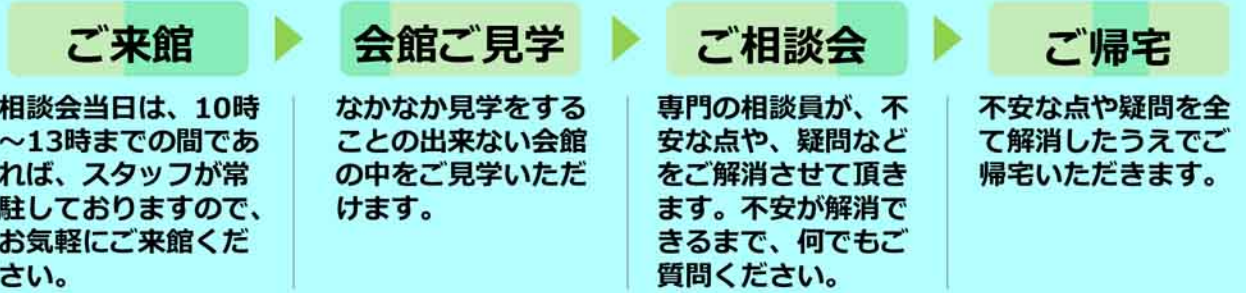 ご来館
相談会当日は、10時
～13時までの間であ
れば、スタッフが常
駐しておりますので、
お気軽にご来館くだ
さい。
会館ご見学
なかなか見学をする
ことの出来ない会館
の中をご見学いただ
けます。
ご相談会
専門の相談員が、不
安な点や、疑問など
をご解消させて頂き
ます。不安が解消で
きるまで、何でもご
質問ください。
ご帰宅
不安な点や疑問を全
て解消したうえでご
帰宅いただきます。